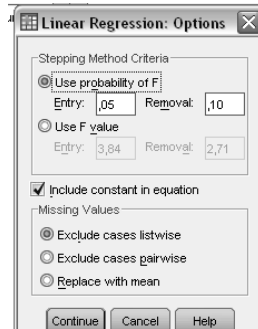 Linear Regression: Options
Stepping Method Criteria
Use probability of F
Entry: ,05 Removal: ,10
Use F value
Entry: 3,84 Removal: 2,71
Include constant in equation
Missing Values
Exclude cases listwise
Exclude cases pairwise
Replace with mean
Continue Cancel Help